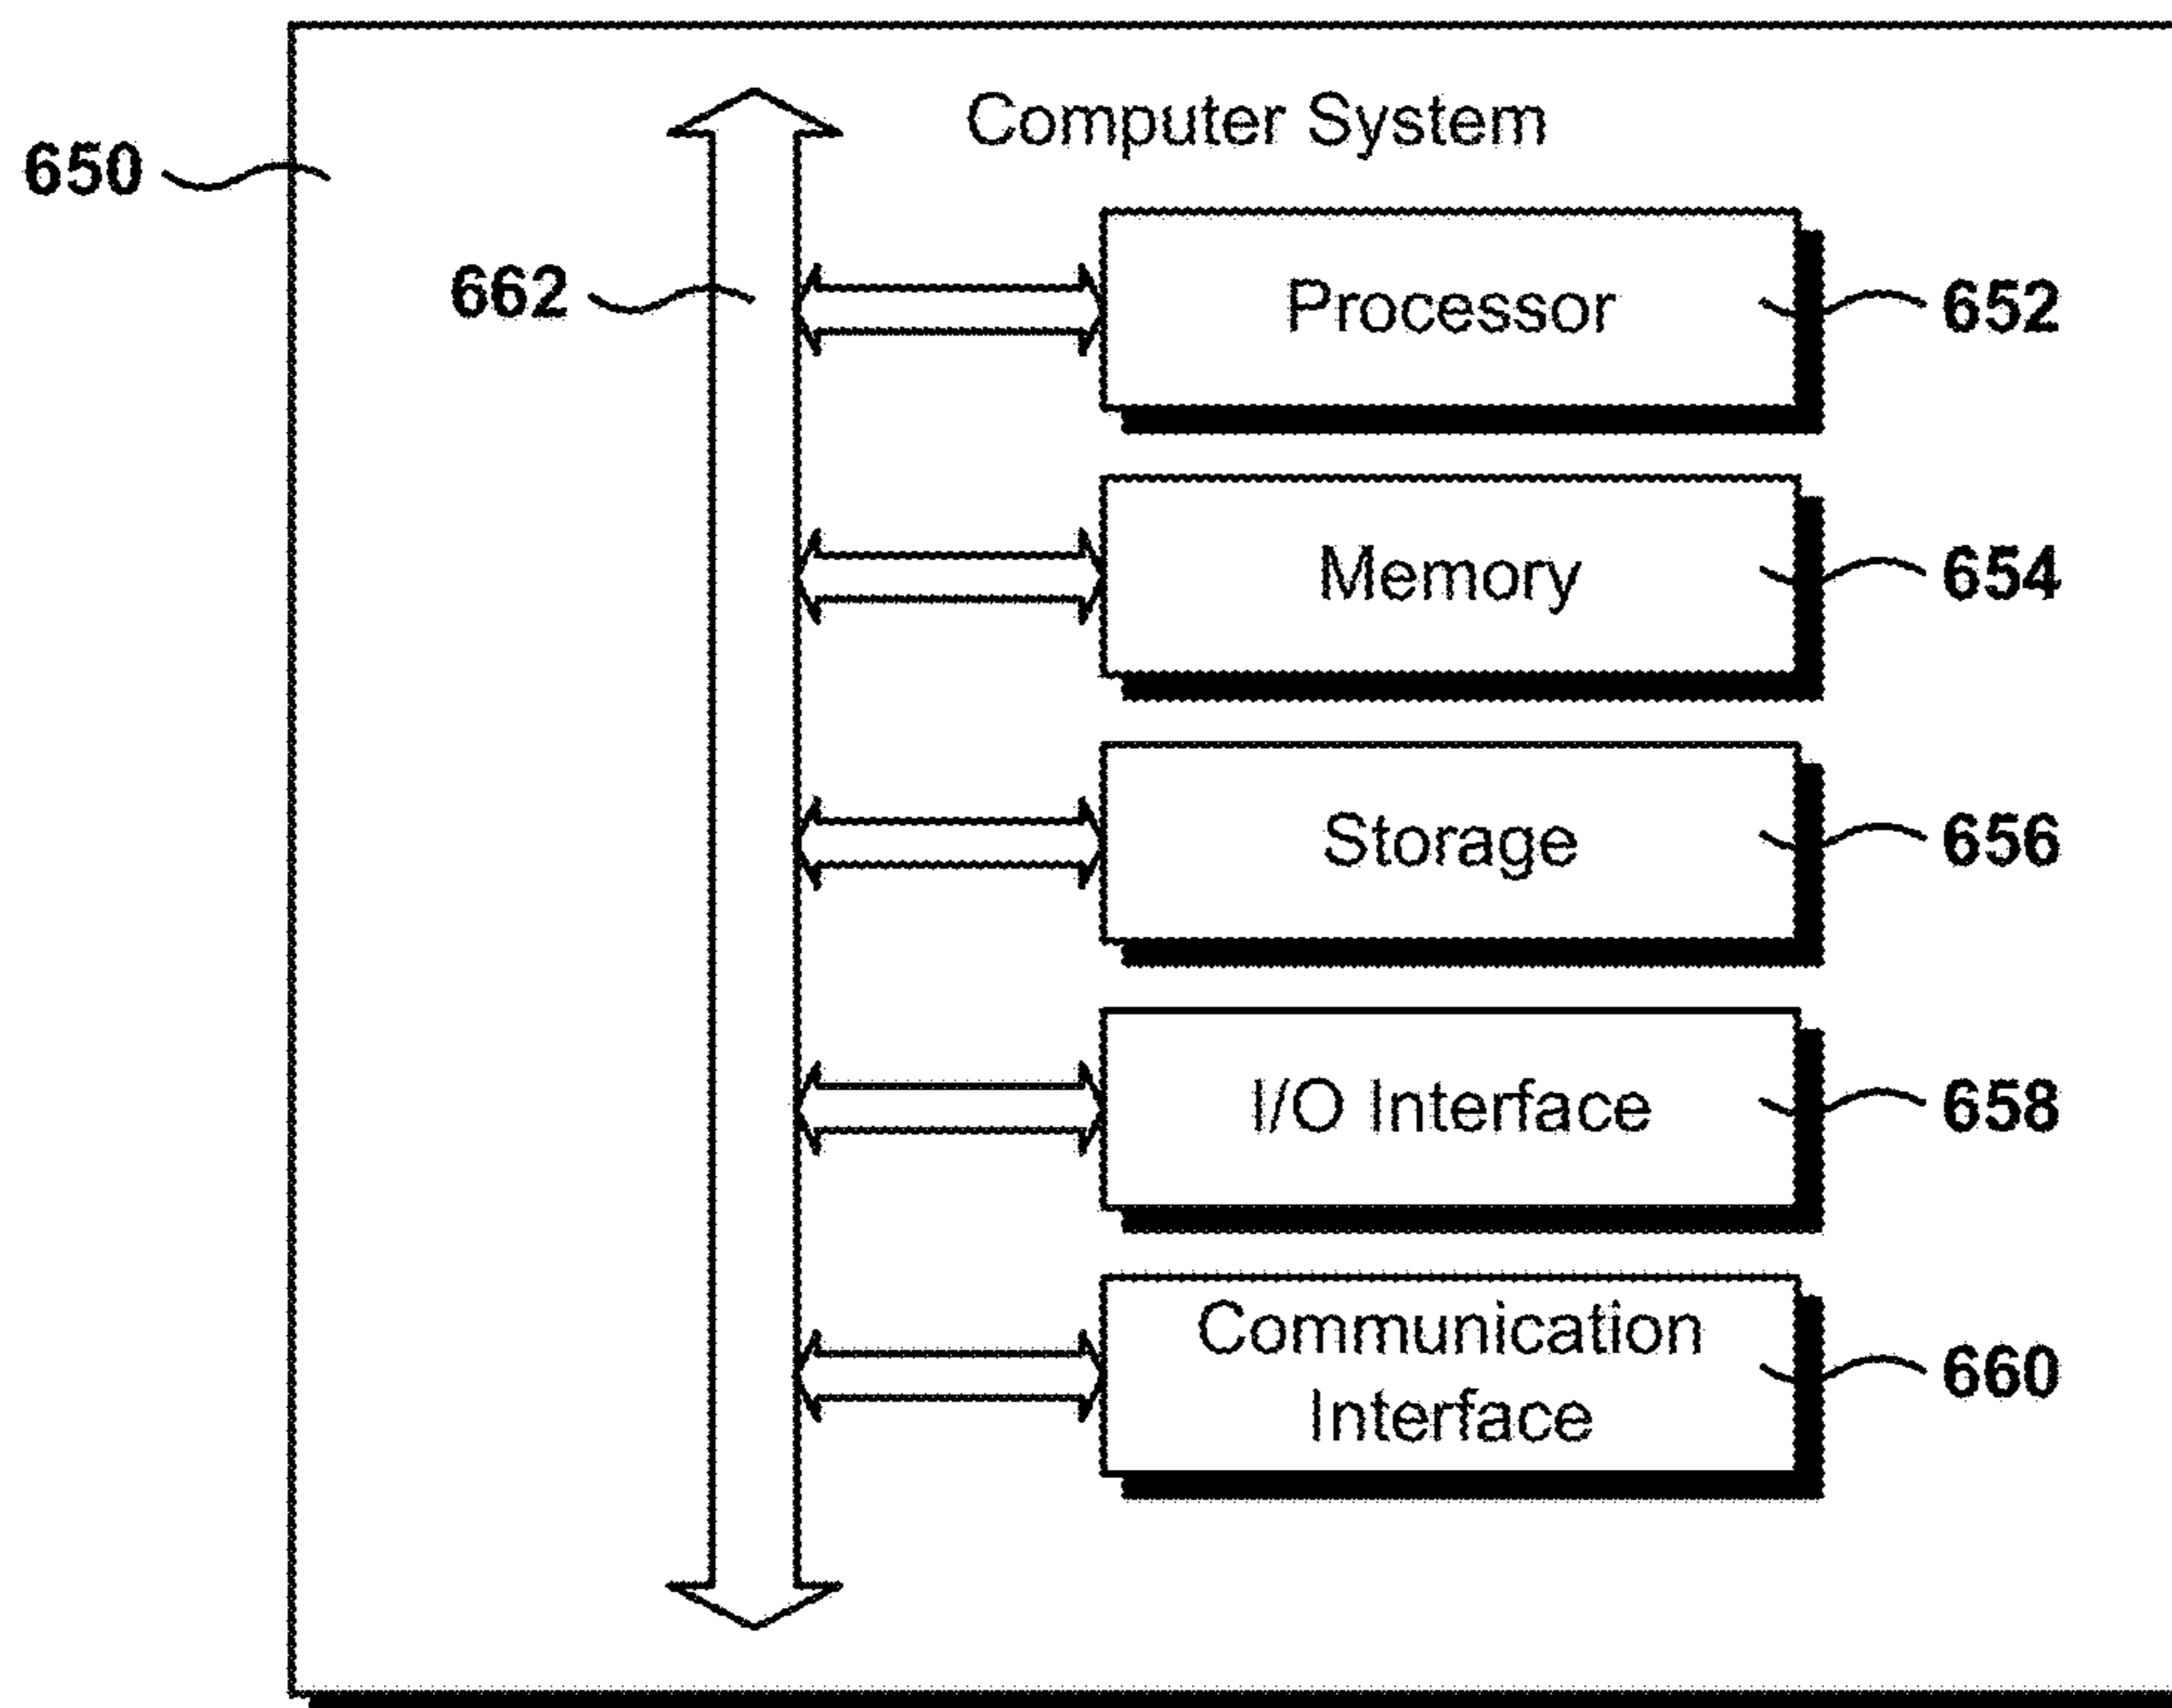 Computer System
650
662
Processor
652
Memory
654
Storage
656
I/O Interface
658
Communication
Interface
660